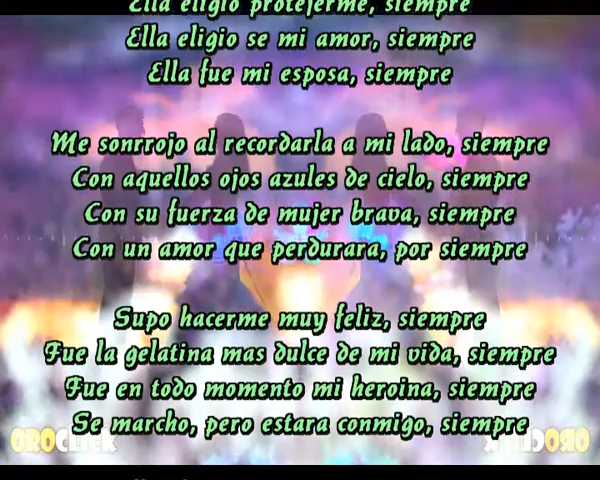 Ella eligio protejerme, siempre
Ella eligio se mi amor, siempre
Ella fue mi esposa, siempre
Me sonrrojo al recordarla a mi lado, siempre
Con aquellos ojos azules de cielo, siempre
Con su fuerza de mujer brava, siempre
Con un amor que perdurara, por siempre
Supo hacerme muy feliz, siempre
Fue la gelatina mas dulce de mi vida, siempre
Fue en todo momento mi heroina, siempre
Se marcho, pero estara conmigo, siempre
OROCLICK